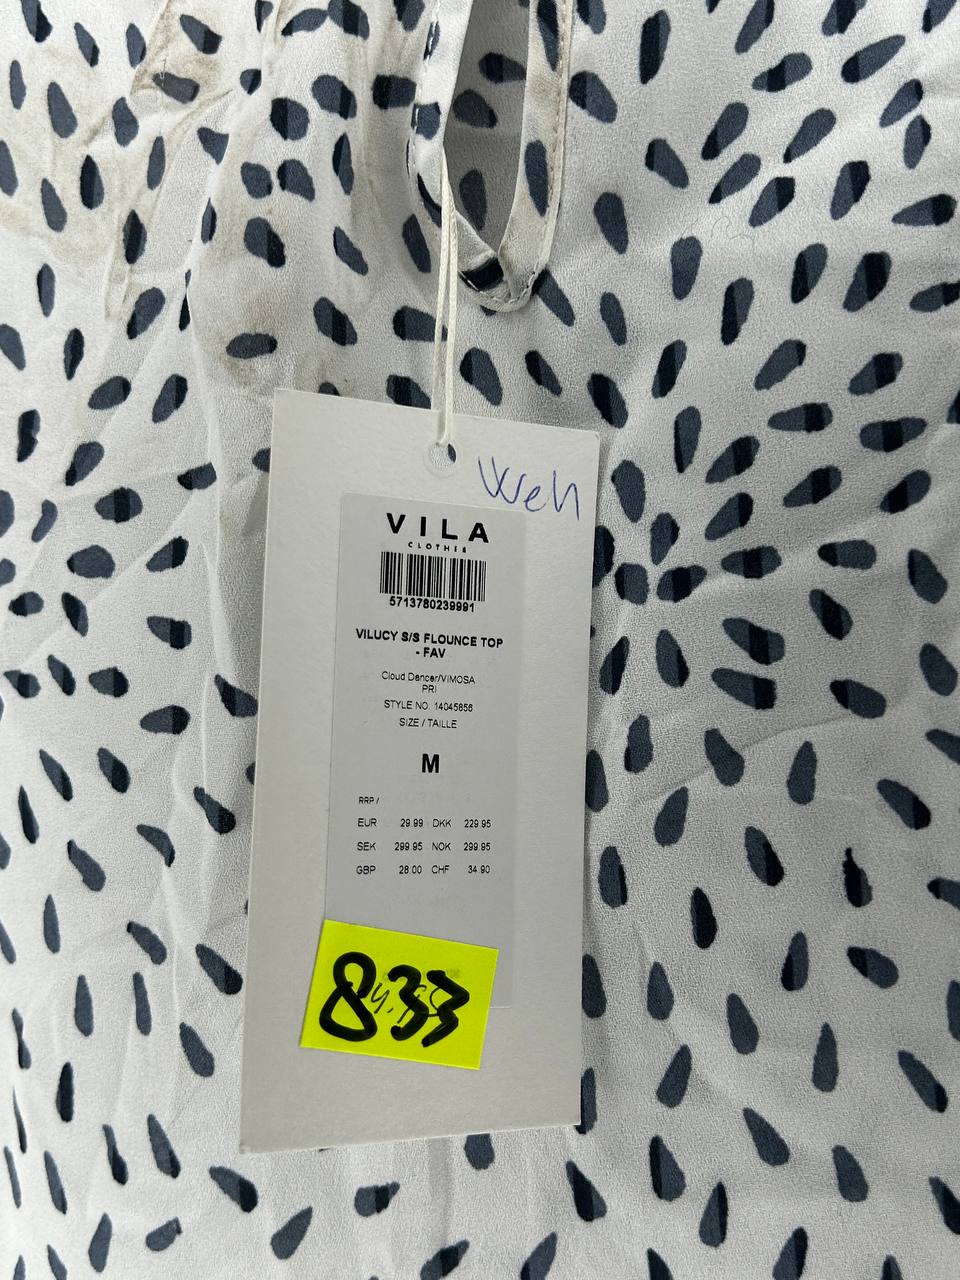 Weh
VILA
CLOTHES
5713780239991
VILUCY S/S FLOUNCE TOP
- FAV
Cloud Dancer/VIMOSA
PRI
STYLE NO. 14045856
SIZE / TAILLE
M
RRP /
EUR 29.99 DKK 229.95
SEK 299.95 NOK 299.95
GBP 28.00 CHF 34.90
833